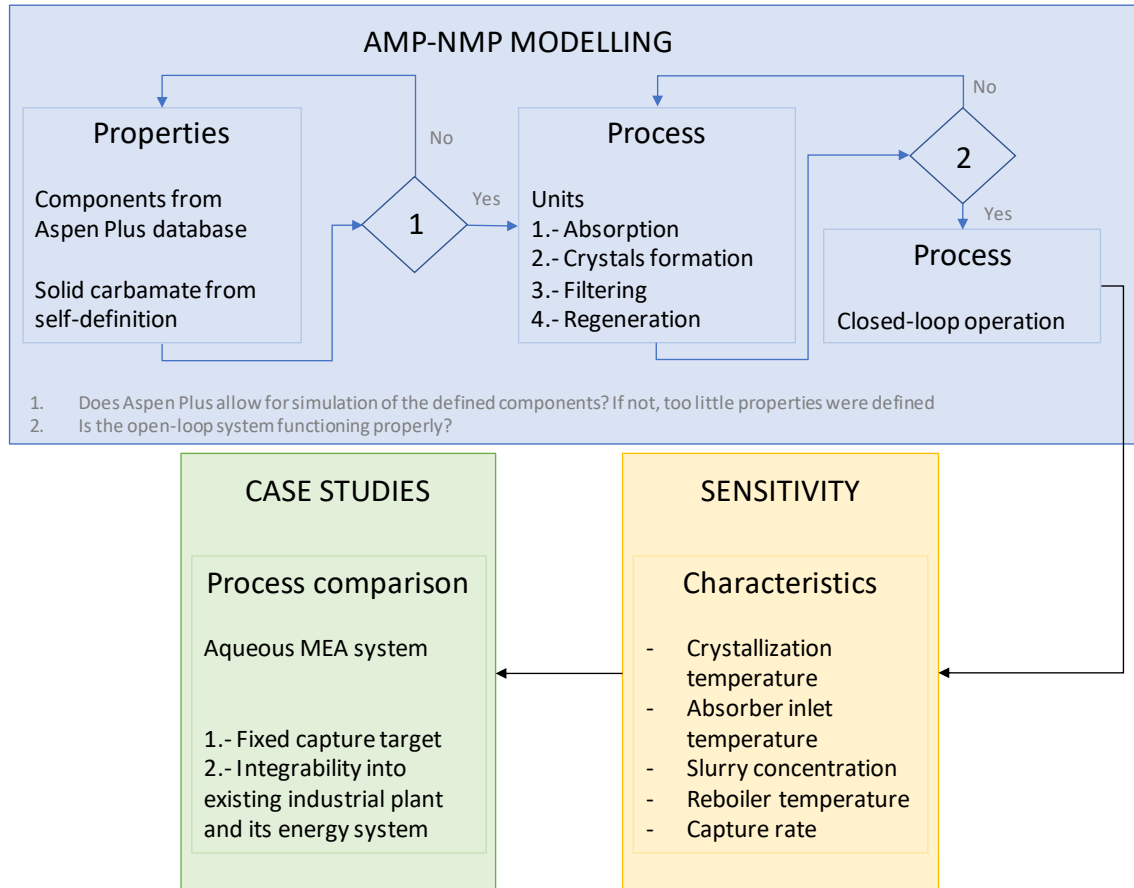 AMP-NMP MODELLING
Properties
Components from
Aspen Plus database
Solid carbamate from
self-definition
No
1
Yes
Process
Units
1.- Absorption
2.- Crystals formation
3.- Filtering
4.- Regeneration
No
2
Yes
Process
Closed-loop operation
1. Does Aspen Plus allow for simulation of the defined components? If not, too little properties were defined
2. Is the open-loop system functioning properly?
CASE STUDIES
Process comparison
Aqueous MEA system
1.- Fixed capture target
2.- Integrability into
existing industrial plant
and its energy system
SENSITIVITY
Characteristics
- Crystallization
temperature
- Absorber inlet
temperature
- Slurry concentration
- Reboiler temperature
- Capture rate